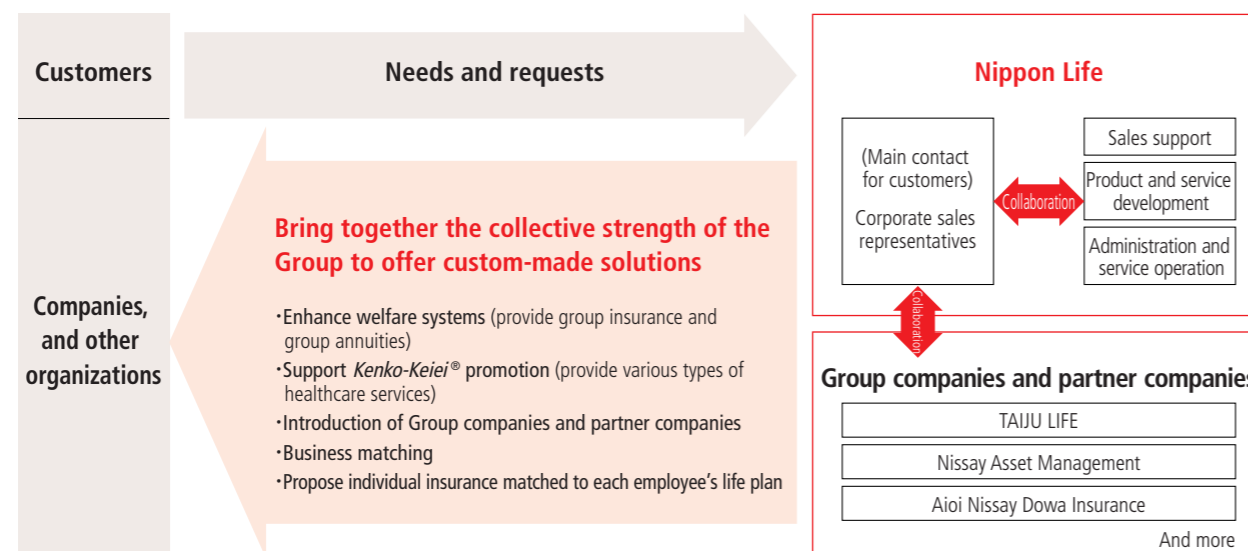 Customers
Needs and requests
Companies,
and other
organizations
Bring together the collective strength of the
Group to offer custom-made solutions
・Enhance welfare systems (provide group insurance and
group annuities)
・Support Kenko-Keiei® promotion (provide various types of
healthcare services)
・Introduction of Group companies and partner companies
・Business matching
・Propose individual insurance matched to each employee's life plan
Nippon Life
(Main contact
for customers)
Corporate sales
representatives
Collaboration
Sales support
Product and service
development
Administration and
service operation
Collaboration
Group companies and partner companies
TAIJU LIFE
Nissay Asset Management
Aioi Nissay Dowa Insurance
And more